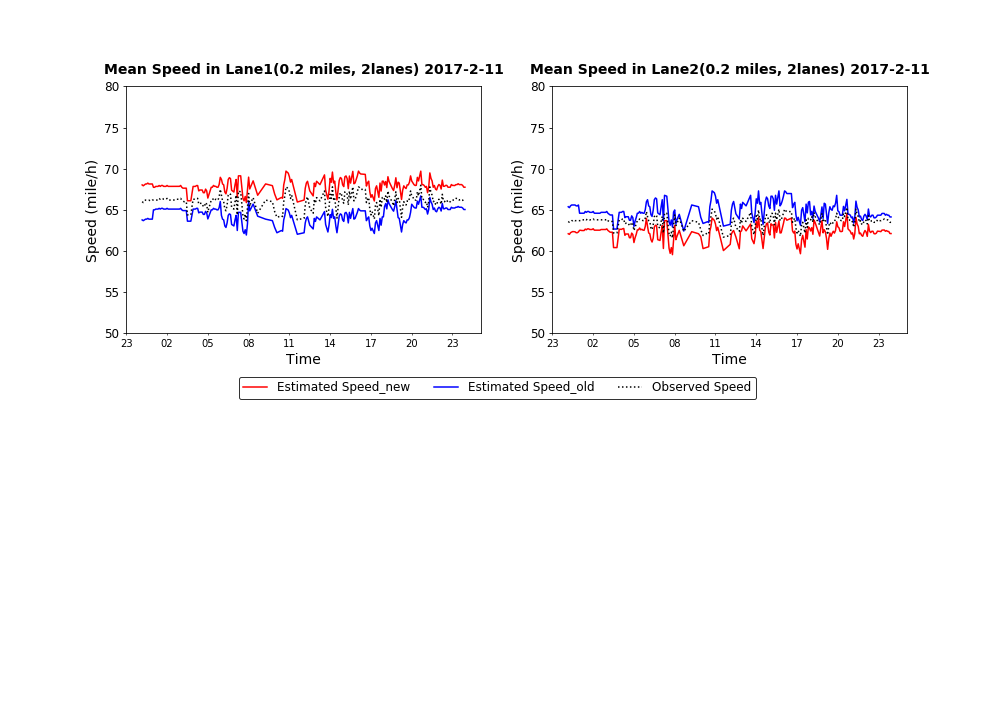 Mean Speed in Lane1(0.2 miles, 2lanes) 2017-2-11
80
75
70
65
60
55
50
Speed (mile/h)
23 02 05 08 11 14 17 20 23
Time
Mean Speed in Lane2(0.2 miles, 2lanes) 2017-2-11
80
75
70
65
60
55
50
Speed (mile/h)
23 02 05 08 11 14 17 20 23
Time
Estimated Speed_new Estimated Speed_old Observed Speed